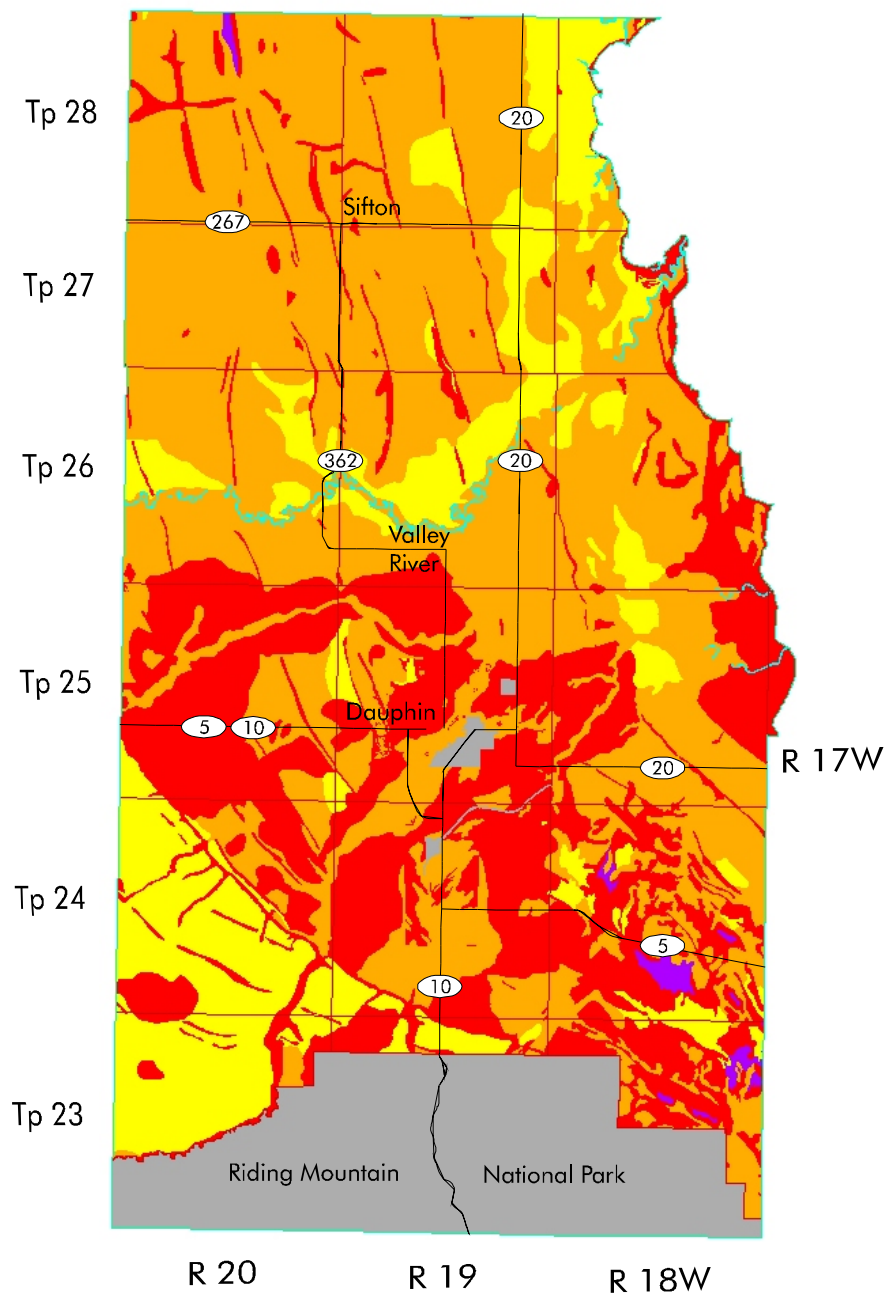 Tp 28
20
267
Sifton
Tp 27
Tp 26
362
20
Valley
River
Tp 25
Dauphin
5
10
20
R 17W
Tp 24
5
10
Tp 23
Riding Mountain
National Park
R 20
R 19
R 18W